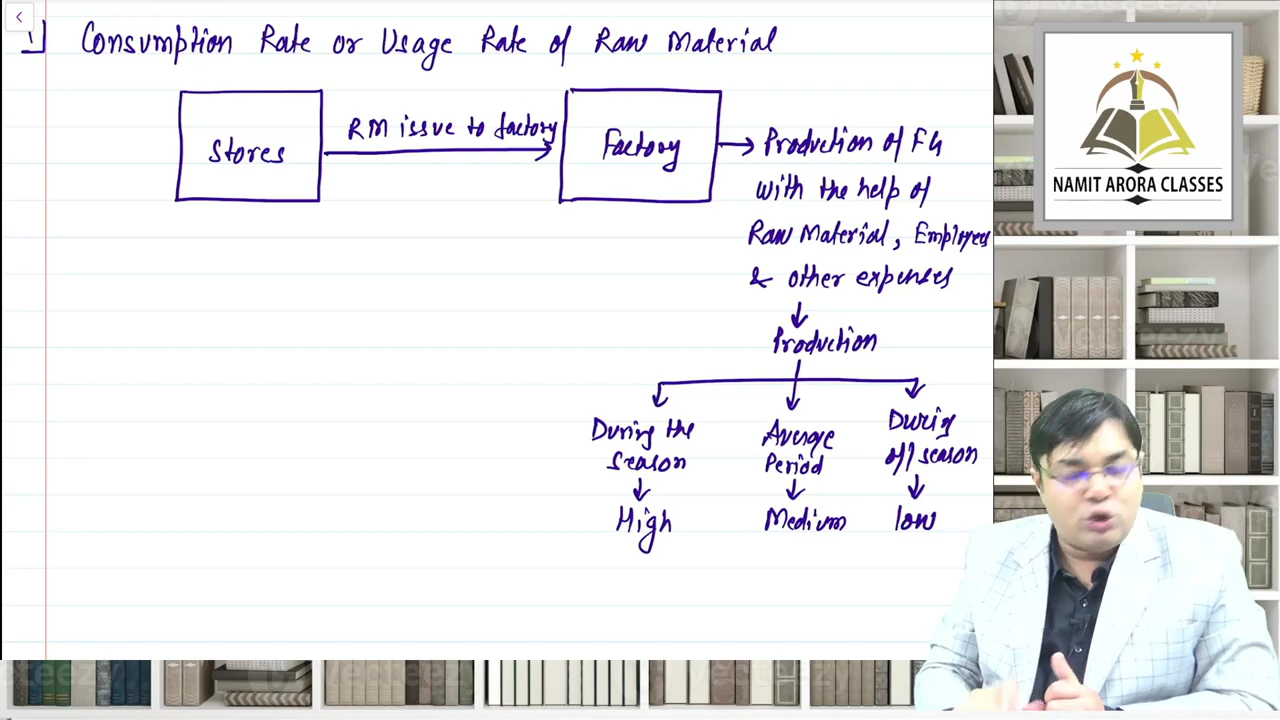 1] Consumption Rate or Usage Rate of Raw Material
Stores
RM issue to factory
Factory
Production of FG
with the help of
Raw Material, Employees
& other expenses
Production
During the
season
Average
Period
During
off season
High
Medium
low
NAMIT ARORA CLASSES
vecteezy